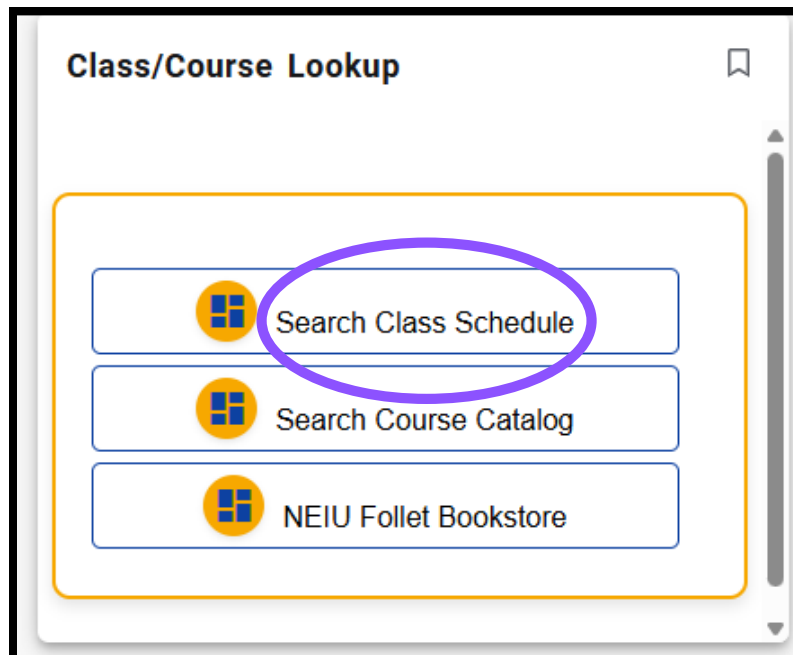 Class/Course Lookup
Search Class Schedule
Search Course Catalog
NEIU Follet Bookstore